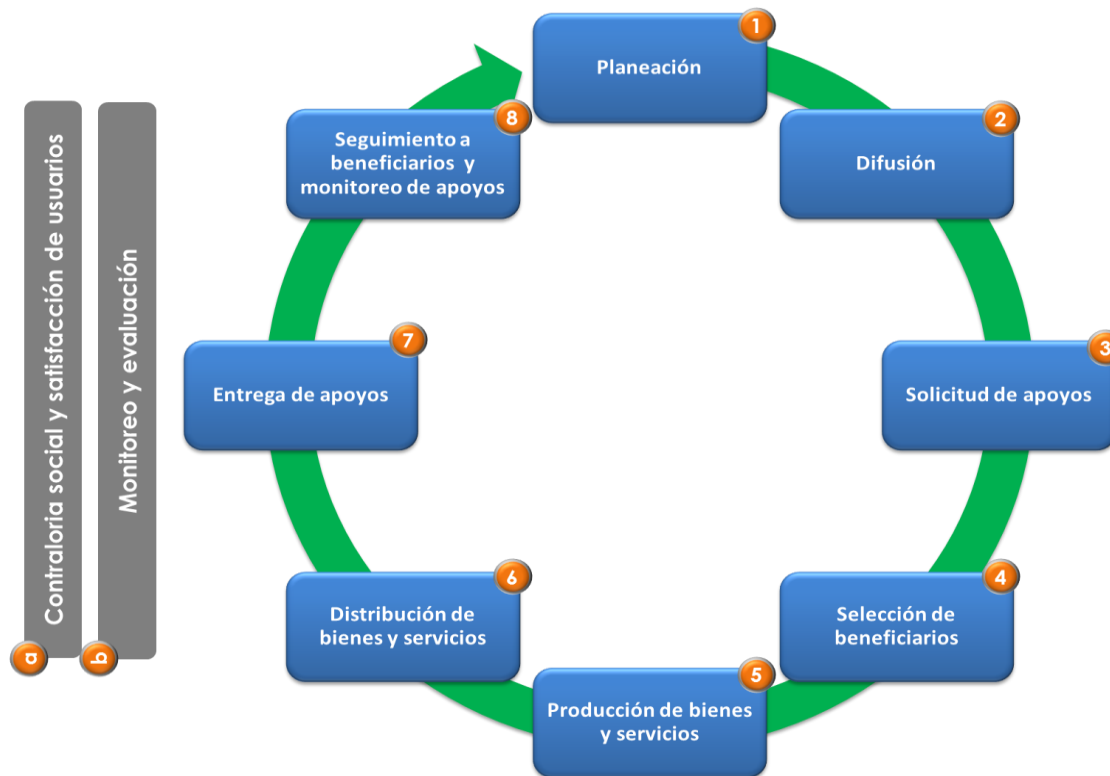 1
Planeación
2
Difusión
3
Solicitud de apoyos
4
Selección de
beneficiarios
5
Producción de bienes
y servicios
6
Distribución de
bienes y servicios
7
Entrega de apoyos
8
Seguimiento a
beneficiarios y
monitoreo de apoyos
a
Contraloria social y satisfacción de usuarios
b
Monitoreo y evaluación